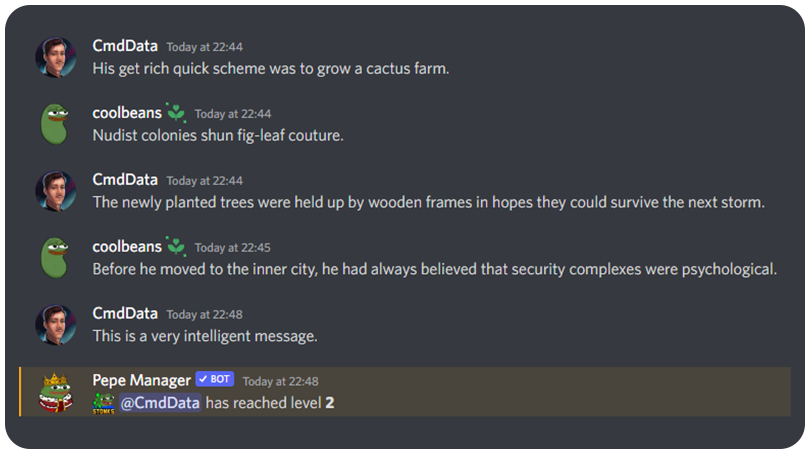 CmdData Today at 22:44
His get rich quick scheme was to grow a cactus farm.
coolbeans Today at 22:44
Nudist colonies shun fig-leaf couture.
CmdData Today at 22:44
The newly planted trees were held up by wooden frames in hopes they could survive the next storm.
coolbeans Today at 22:45
Before he moved to the inner city, he had always believed that security complexes were psychological.
CmdData Today at 22:48
This is a very intelligent message.
Pepe Manager BOT Today at 22:48
STONKS @CmdData has reached level 2